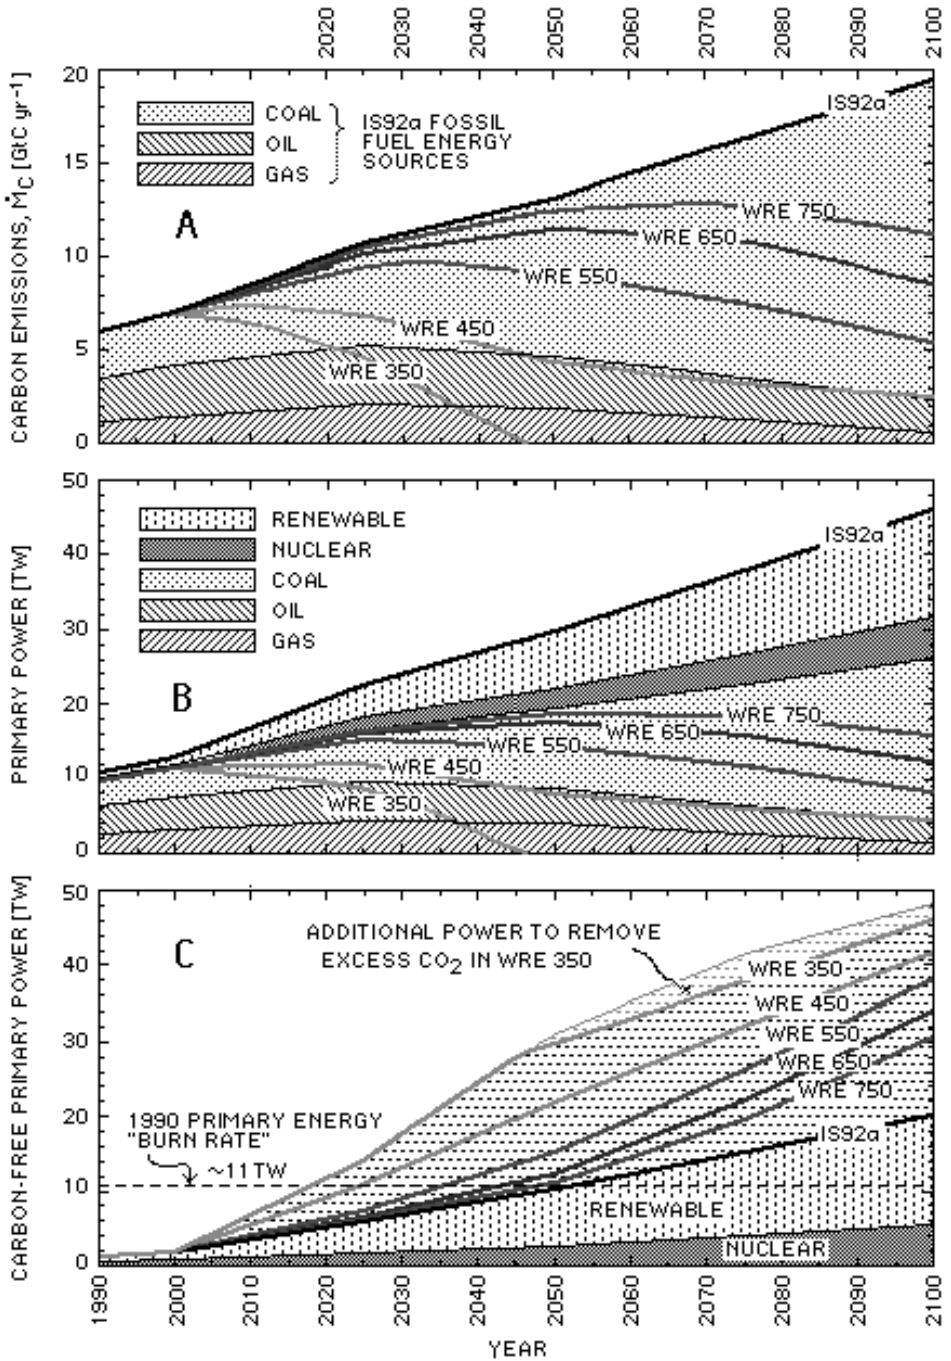 2020 2030 2040 2050 2060 2070 2080 2090 2100
CARBON EMISSIONS, Ṁ_C [GtC yr⁻¹]
20
15
10
5
0
COAL
OIL
GAS
IS92a FOSSIL
FUEL ENERGY
SOURCES
A
IS92a
WRE 750
WRE 650
WRE 550
WRE 450
WRE 350
PRIMARY POWER [TW]
50
40
30
20
10
0
RENEWABLE
NUCLEAR
COAL
OIL
GAS
B
IS92a
WRE 750
WRE 650
WRE 550
WRE 450
WRE 350
CARBON-FREE PRIMARY POWER [TW]
50
40
30
20
10
0
C
ADDITIONAL POWER TO REMOVE
EXCESS CO₂ IN WRE 350
WRE 350
WRE 450
WRE 550
WRE 650
WRE 750
IS92a
1990 PRIMARY ENERGY
"BURN RATE"
~11 TW
RENEWABLE
NUCLEAR
1990 2000 2010 2020 2030 2040 2050 2060 2070 2080 2090 2100
YEAR